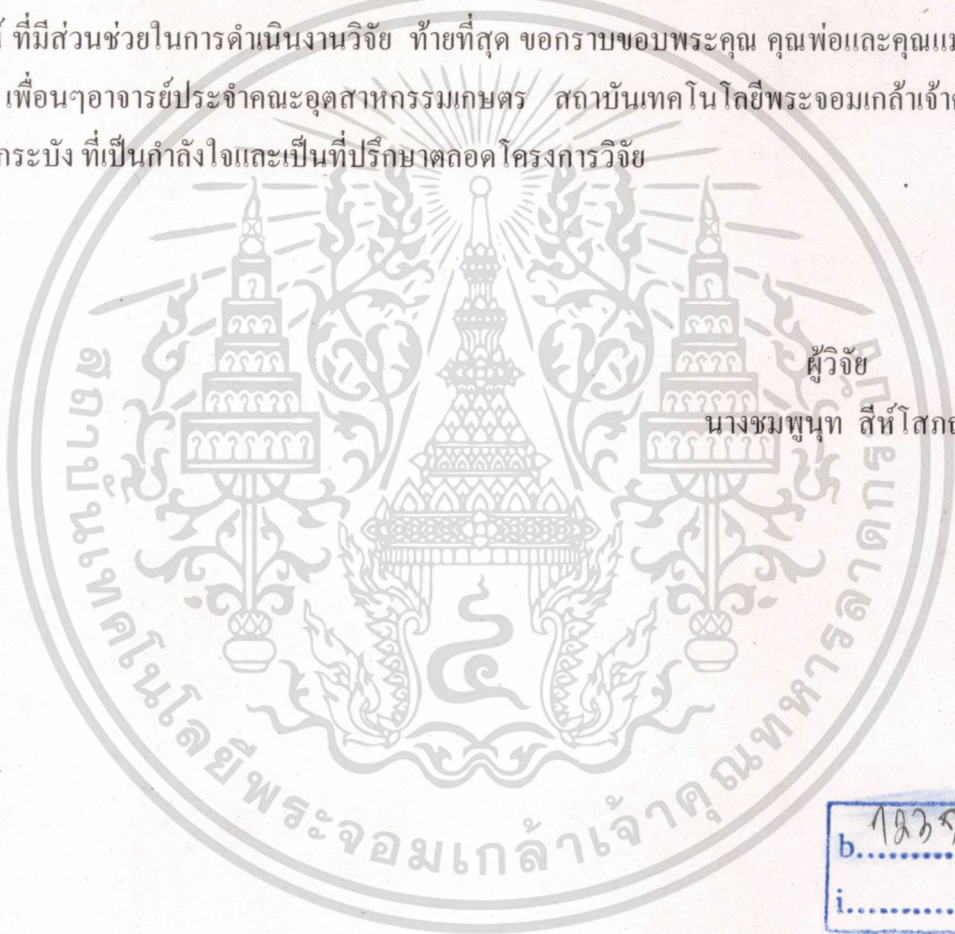 ที่มีส่วนช่วยในการดำเนินงานวิจัย ท้ายที่สุด ขอกราบขอบพระคุณ คุณพ่อและคุณแม่
เพื่อนๆอาจารย์ประจำคณะอุตสาหกรรมเกษตร สถาบันเทคโนโลยีพระจอมเกล้าเจ้า
กระบัง ที่เป็นกำลังใจและเป็นที่ปรึกษาตลอดโครงการวิจัย
ผู้วิจัย
นางชมพูนุท สีห์โสภณ
สถาบันเทคโนโลยีพระจอมเกล้าเจ้าคุณทหารลาดกระบัง
b.........
i.........